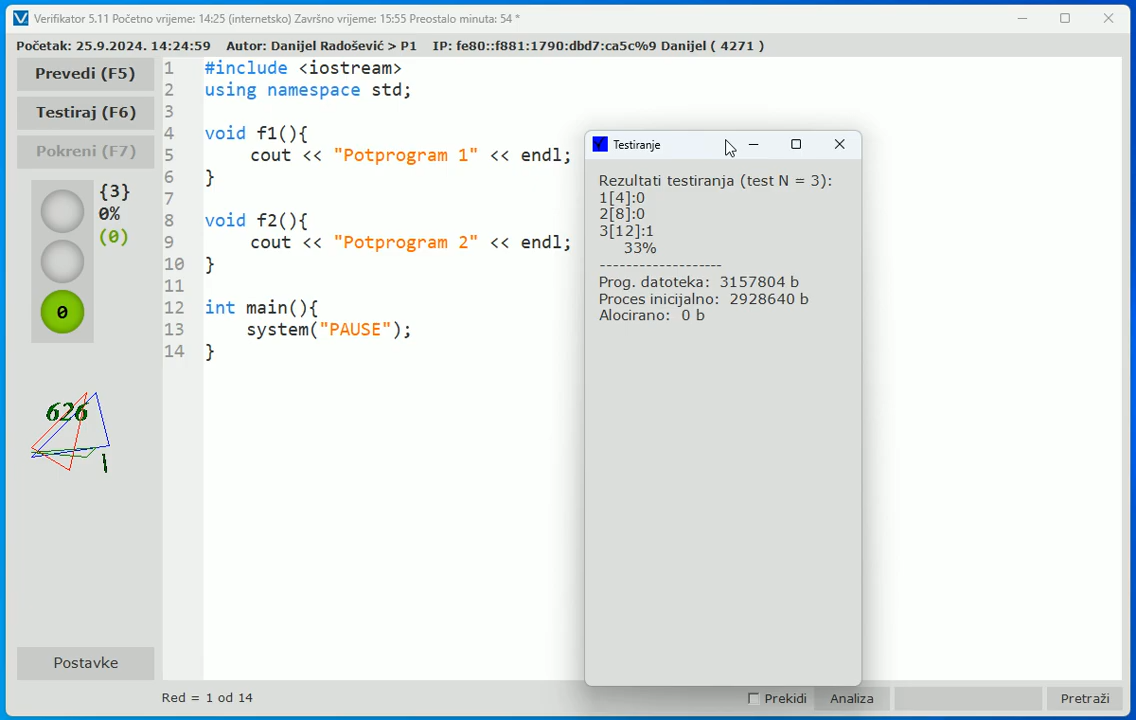 Verifikator 5.11 Početno vrijeme: 14:25 (internetsko) Završno vrijeme: 15:55 Preostalo minuta: 54 *
Početak: 25.9.2024. 14:24:59 Autor: Danijel Radošević > P1 IP: fe80::f881:1790:dbd7:ca5c%9 Danijel ( 4271 )
Prevedi (F5)
Testiraj (F6)
Pokreni (F7)
{3}
0%
(0)
0
626
1
Postavke
1 #include <iostream>
2 using namespace std;
3
4 void f1(){
5 cout << "Potprogram 1" << endl;
6 }
7
8 void f2(){
9 cout << "Potprogram 2" << endl;
10 }
11
12 int main(){
13 system("PAUSE");
14 }
Testiranje
Rezultati testiranja (test N = 3):
1[4]:0
2[8]:0
3[12]:1
33%
-------------------
Prog. datoteka: 3157804 b
Proces inicijalno: 2928640 b
Alocirano: 0 b
Red = 1 od 14
Prekidi
Analiza
Pretraži